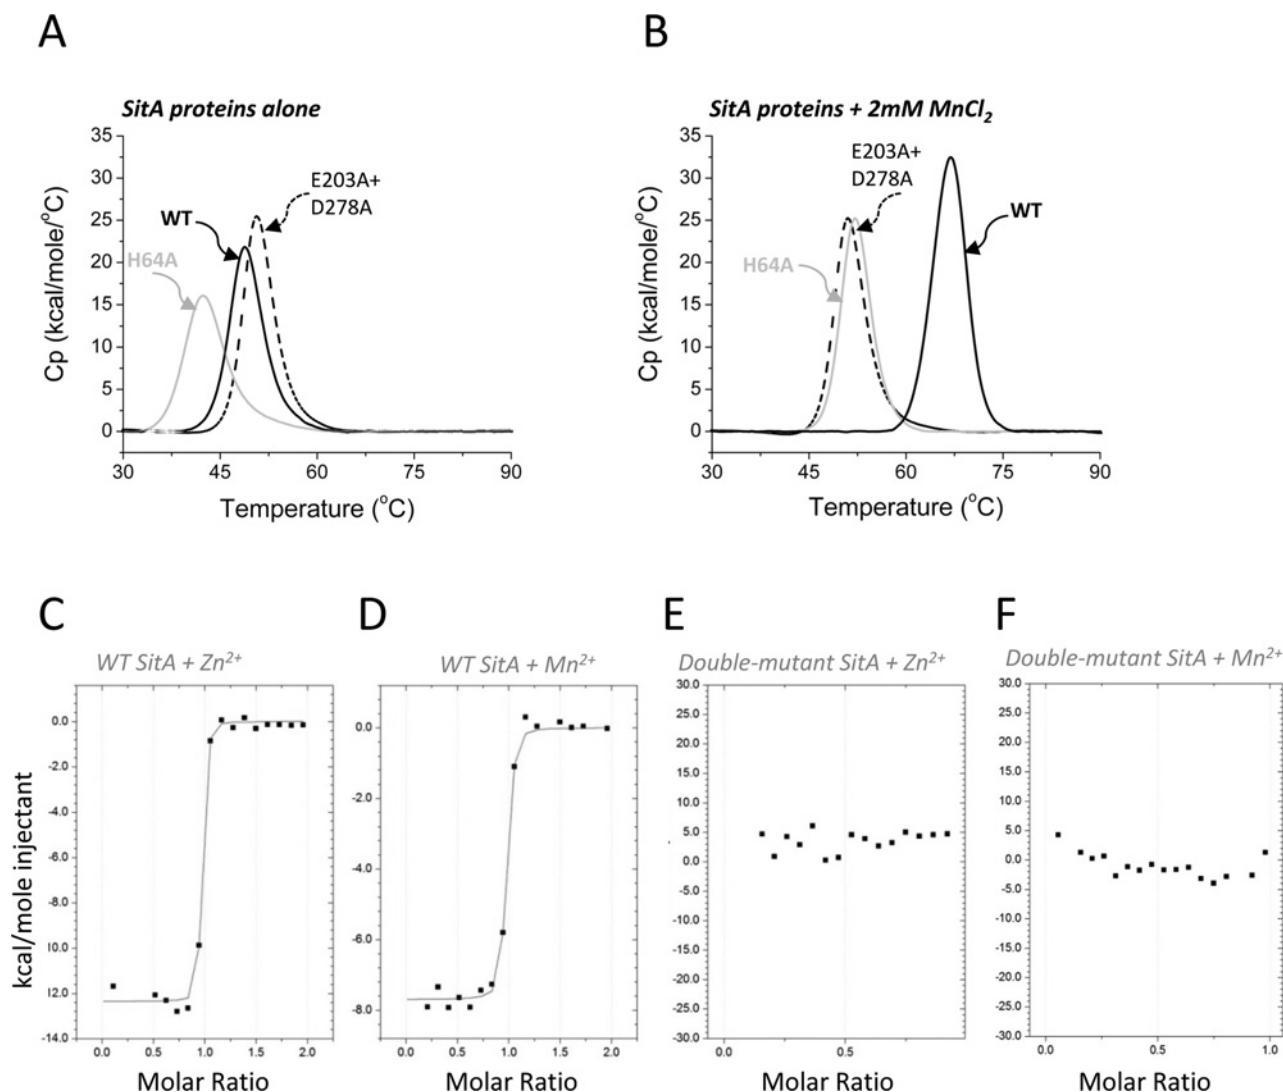 A
B
SitA proteins alone
SitA proteins + 2mM MnCl₂
35
30
25
20
15
10
5
0
Cp (kcal/mole/°C)
E203A+
D278A
WT
H64A
30 45 60 75 90
Temperature (°C)
35
30
25
20
15
10
5
0
Cp (kcal/mole/°C)
E203A+
D278A
WT
H64A
30 45 60 75 90
Temperature (°C)
C
D
E
F
WT SitA + Zn²⁺
WT SitA + Mn²⁺
Double-mutant SitA + Zn²⁺
Double-mutant SitA + Mn²⁺
kcal/mole injectant
0.0
-2.0
-4.0
-6.0
-8.0
10.0
12.0
-14.0
0.0 0.5 1.0 1.5 2.0
Molar Ratio
0.0
-2.0
-4.0
-6.0
-8.0
0.0 0.5 1.0 1.5 2.0
Molar Ratio
30.0
25.0
20.0
15.0
10.0
5.0
0.0
-5.0
-10.0
-15.0
-20.0
-25.0
-30.0
0.0 0.5
Molar Ratio
30.0
25.0
20.0
15.0
10.0
5.0
0.0
-5.0
-10.0
-15.0
-20.0
-25.0
-30.0
0.0 0.5 1.0
Molar Ratio